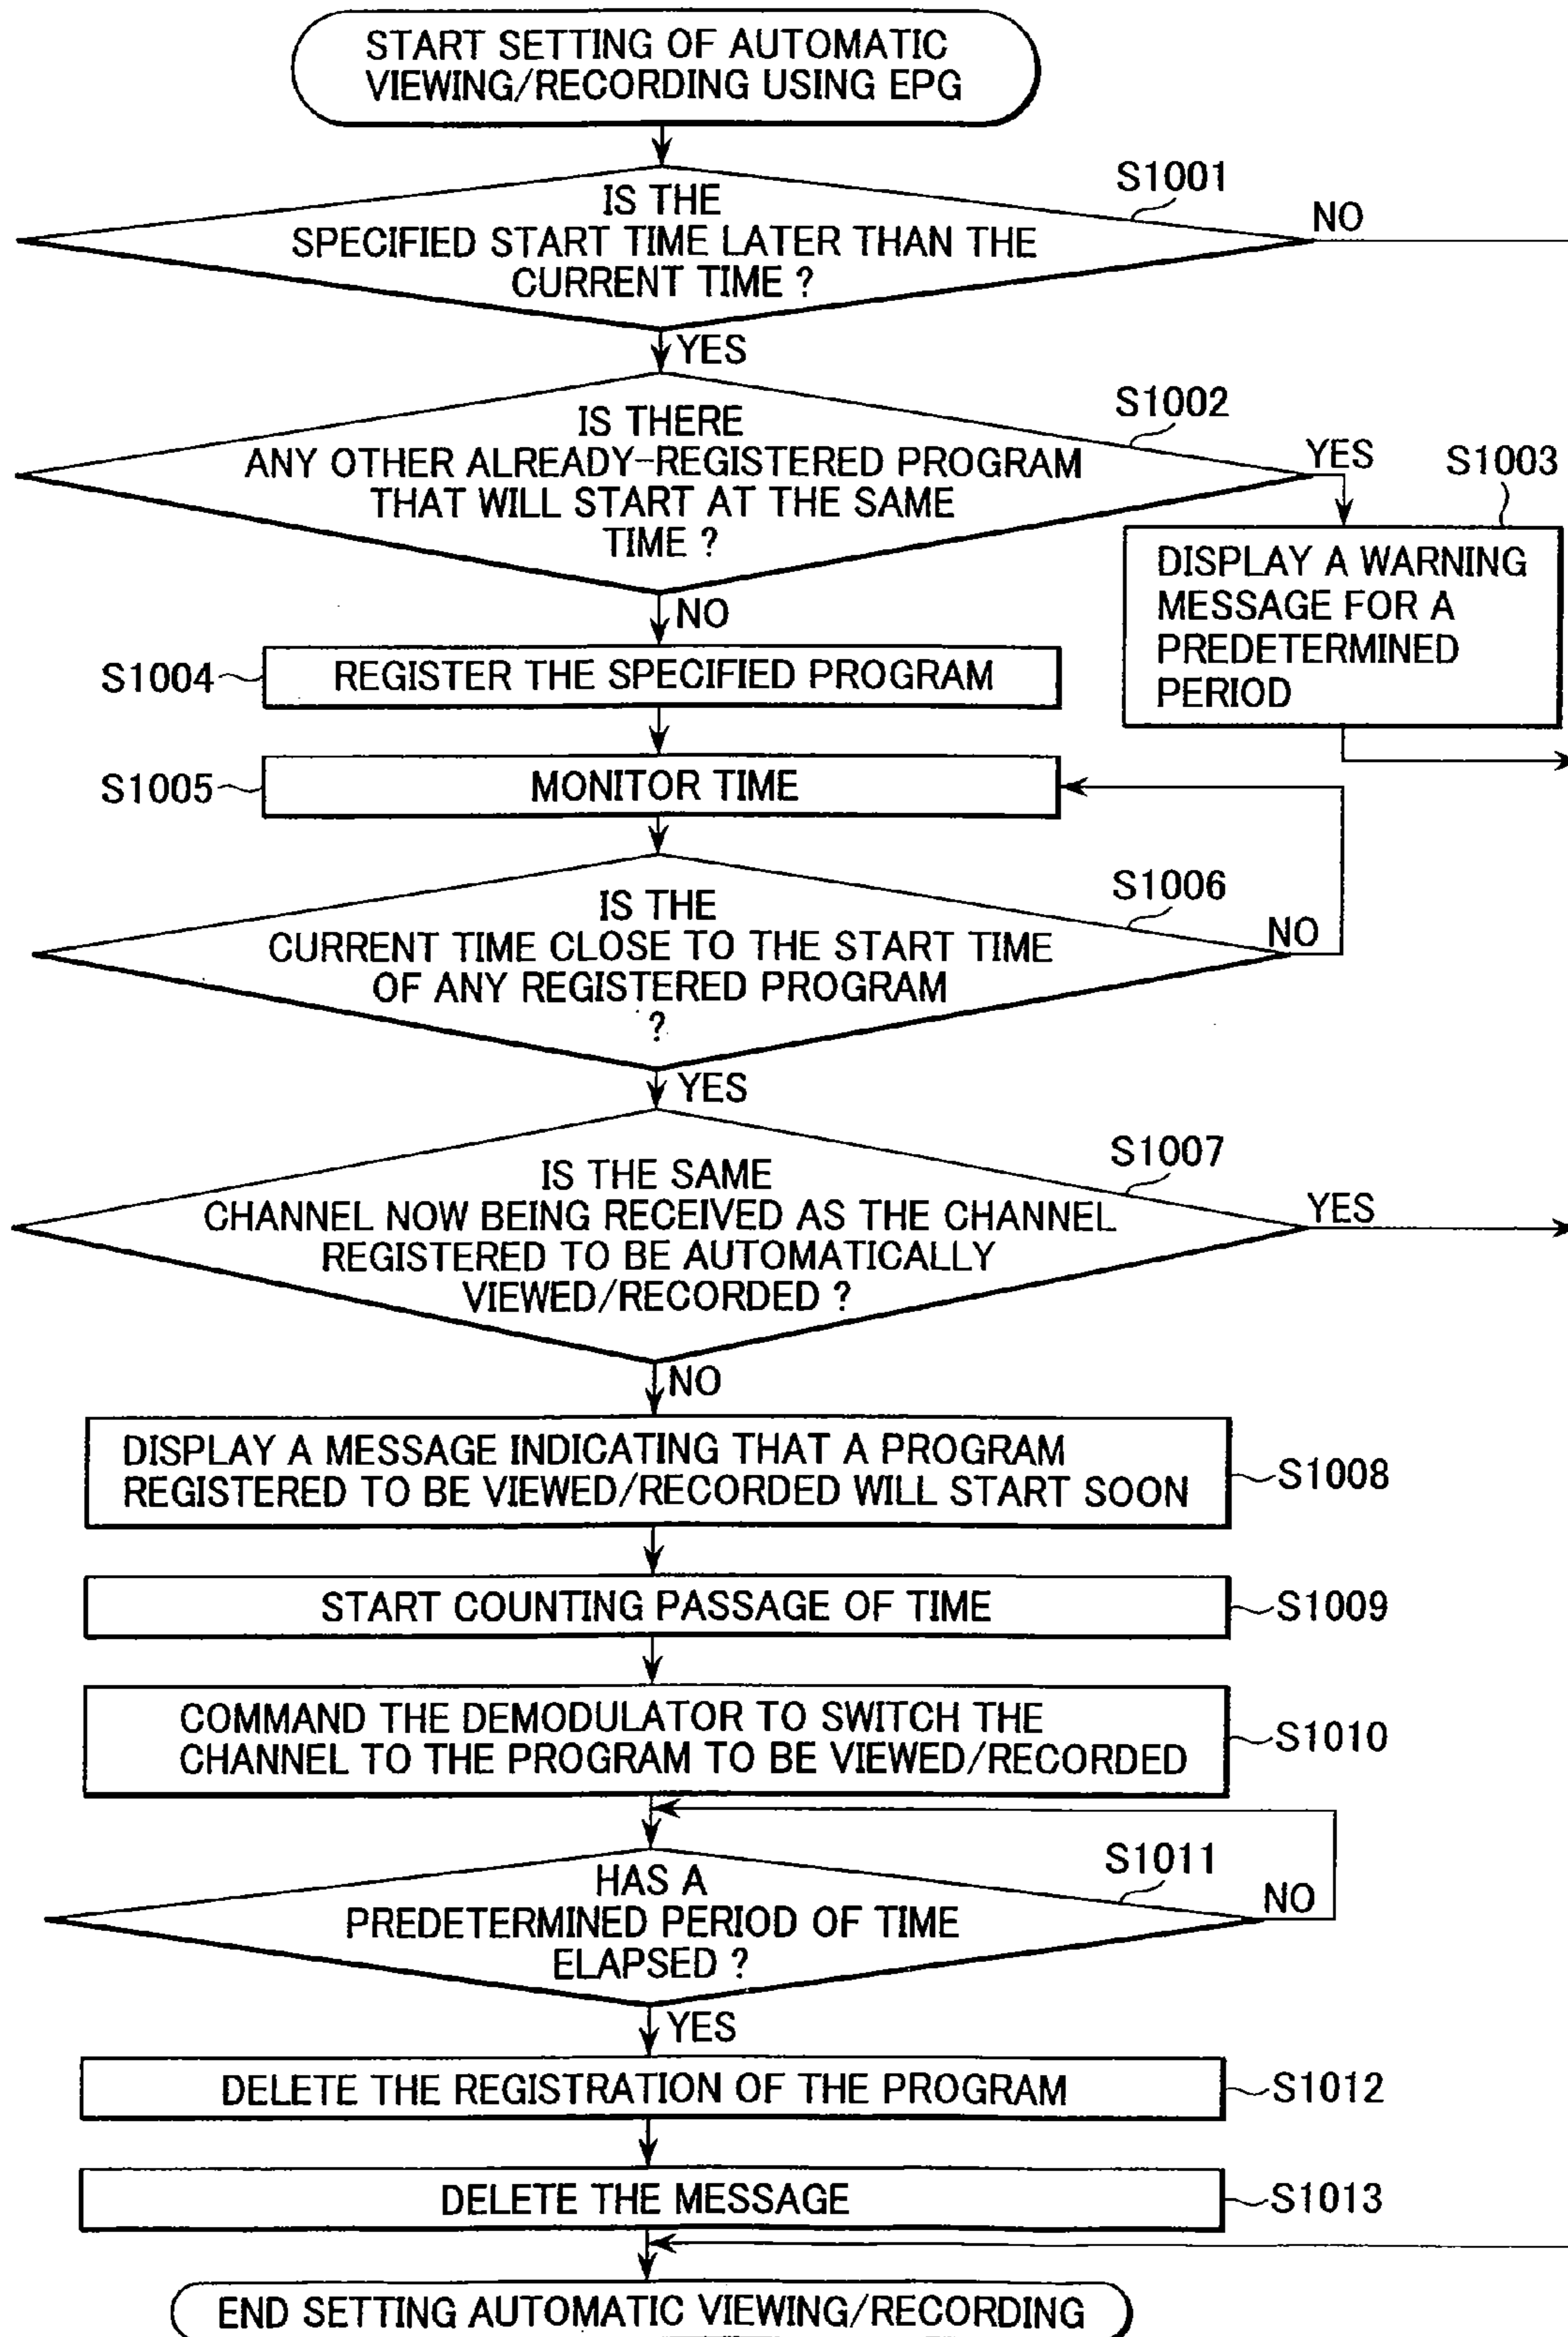 START SETTING OF AUTOMATIC
VIEWING/RECORDING USING EPG
S1001
IS THE
SPECIFIED START TIME LATER THAN THE
CURRENT TIME ?
NO
YES
S1002
IS THERE
ANY OTHER ALREADY-REGISTERED PROGRAM
THAT WILL START AT THE SAME
TIME ?
YES
S1003
DISPLAY A WARNING
MESSAGE FOR A
PREDETERMINED
PERIOD
NO
S1004
REGISTER THE SPECIFIED PROGRAM
S1005
MONITOR TIME
S1006
IS THE
CURRENT TIME CLOSE TO THE START TIME
OF ANY REGISTERED PROGRAM
?
NO
YES
S1007
IS THE SAME
CHANNEL NOW BEING RECEIVED AS THE CHANNEL
REGISTERED TO BE AUTOMATICALLY
VIEWED/RECORDED ?
YES
NO
DISPLAY A MESSAGE INDICATING THAT A PROGRAM
REGISTERED TO BE VIEWED/RECORDED WILL START SOON
S1008
START COUNTING PASSAGE OF TIME
S1009
COMMAND THE DEMODULATOR TO SWITCH THE
CHANNEL TO THE PROGRAM TO BE VIEWED/RECORDED
S1010
S1011
HAS A
PREDETERMINED PERIOD OF TIME
ELAPSED ?
NO
YES
DELETE THE REGISTRATION OF THE PROGRAM
S1012
DELETE THE MESSAGE
S1013
END SETTING AUTOMATIC VIEWING/RECORDING